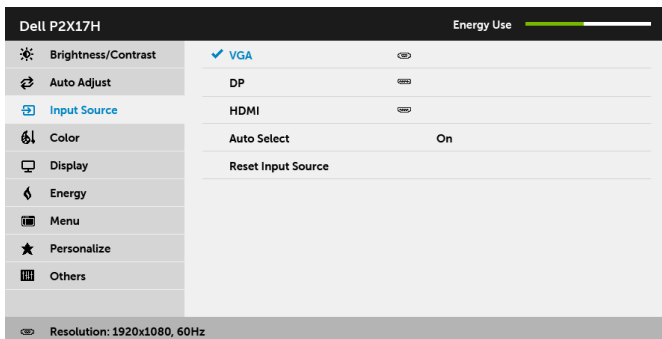 Dell P2X17H Energy Use
Brightness/Contrast VGA
Auto Adjust DP
Input Source HDMI
Color Auto Select On
Display Reset Input Source
Energy
Menu
Personalize
Others
Resolution: 1920x1080, 60Hz